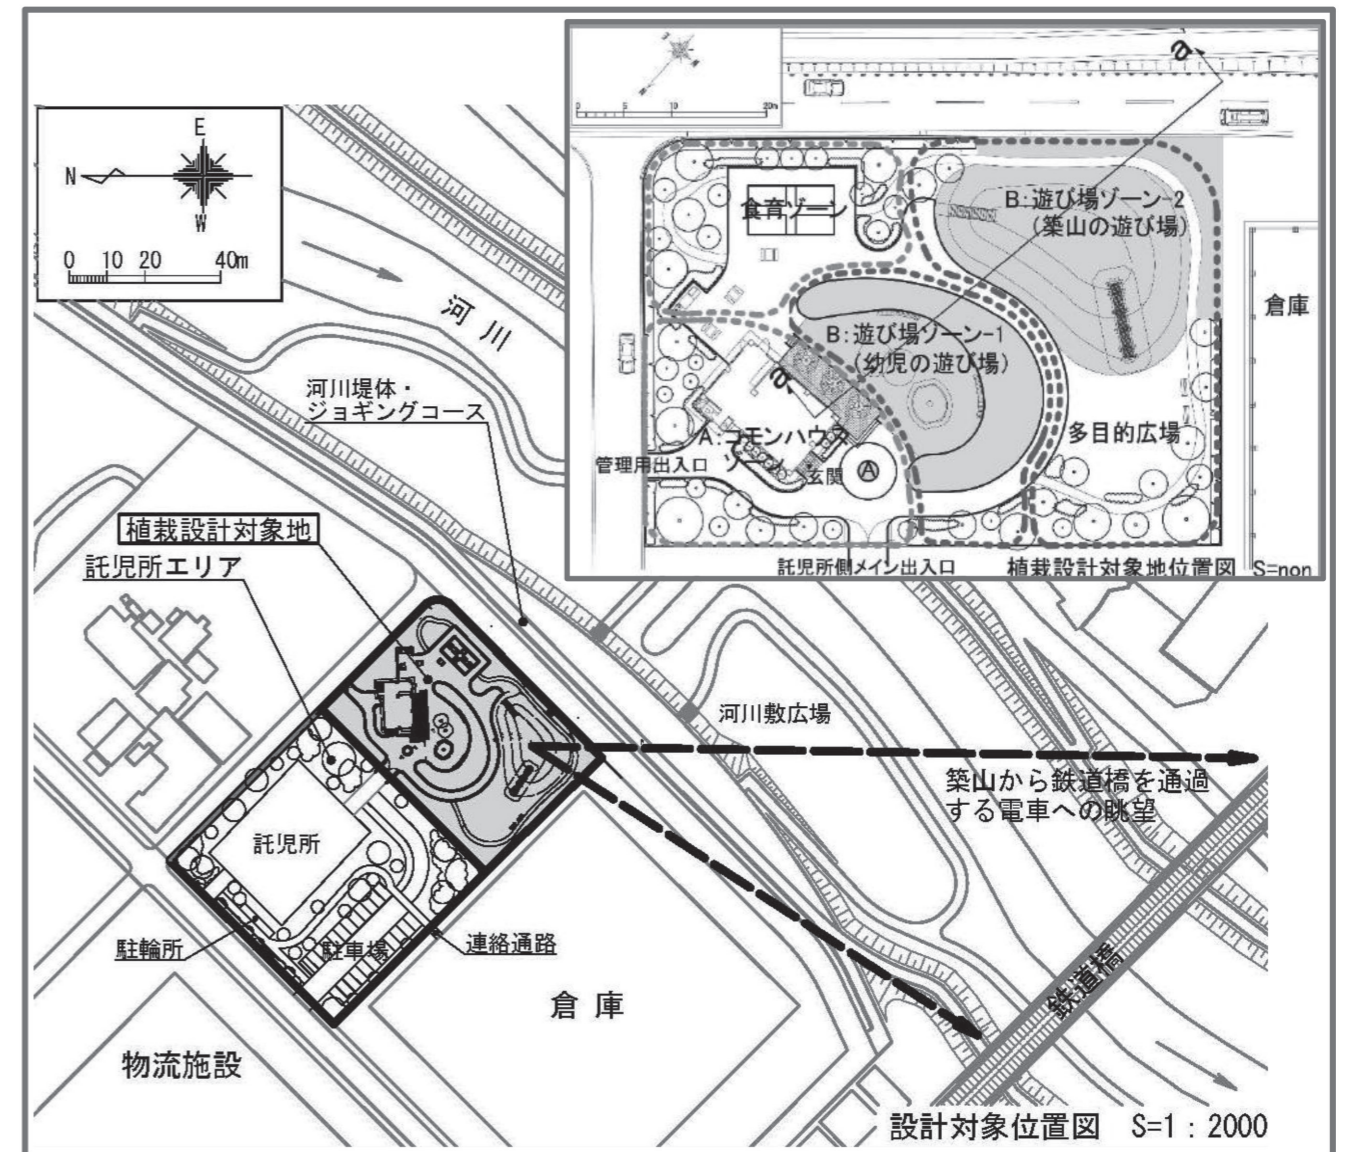 E
N
W
0 10 20 40m
河川
河川堤体・
ジョギングコース
植栽設計対象地
託児所エリア
託児所
駐輪所
駐車場
連絡通路
倉庫
物流施設
河川敷広場
築山から鉄道橋を通過
する電車への眺望
鉄道橋
設計対象位置図 S=1:2000
0 5 10 20m
a
食育ゾーン
B:遊び場ゾーン-2
(築山の遊び場)
倉庫
B:遊び場ゾーン-1
(幼児の遊び場)
a
A:コモンハウス
ゾーン
多目的広場
管理用出入口
玄関
A
託児所側メイン出入口
植栽設計対象地位置図 S=non